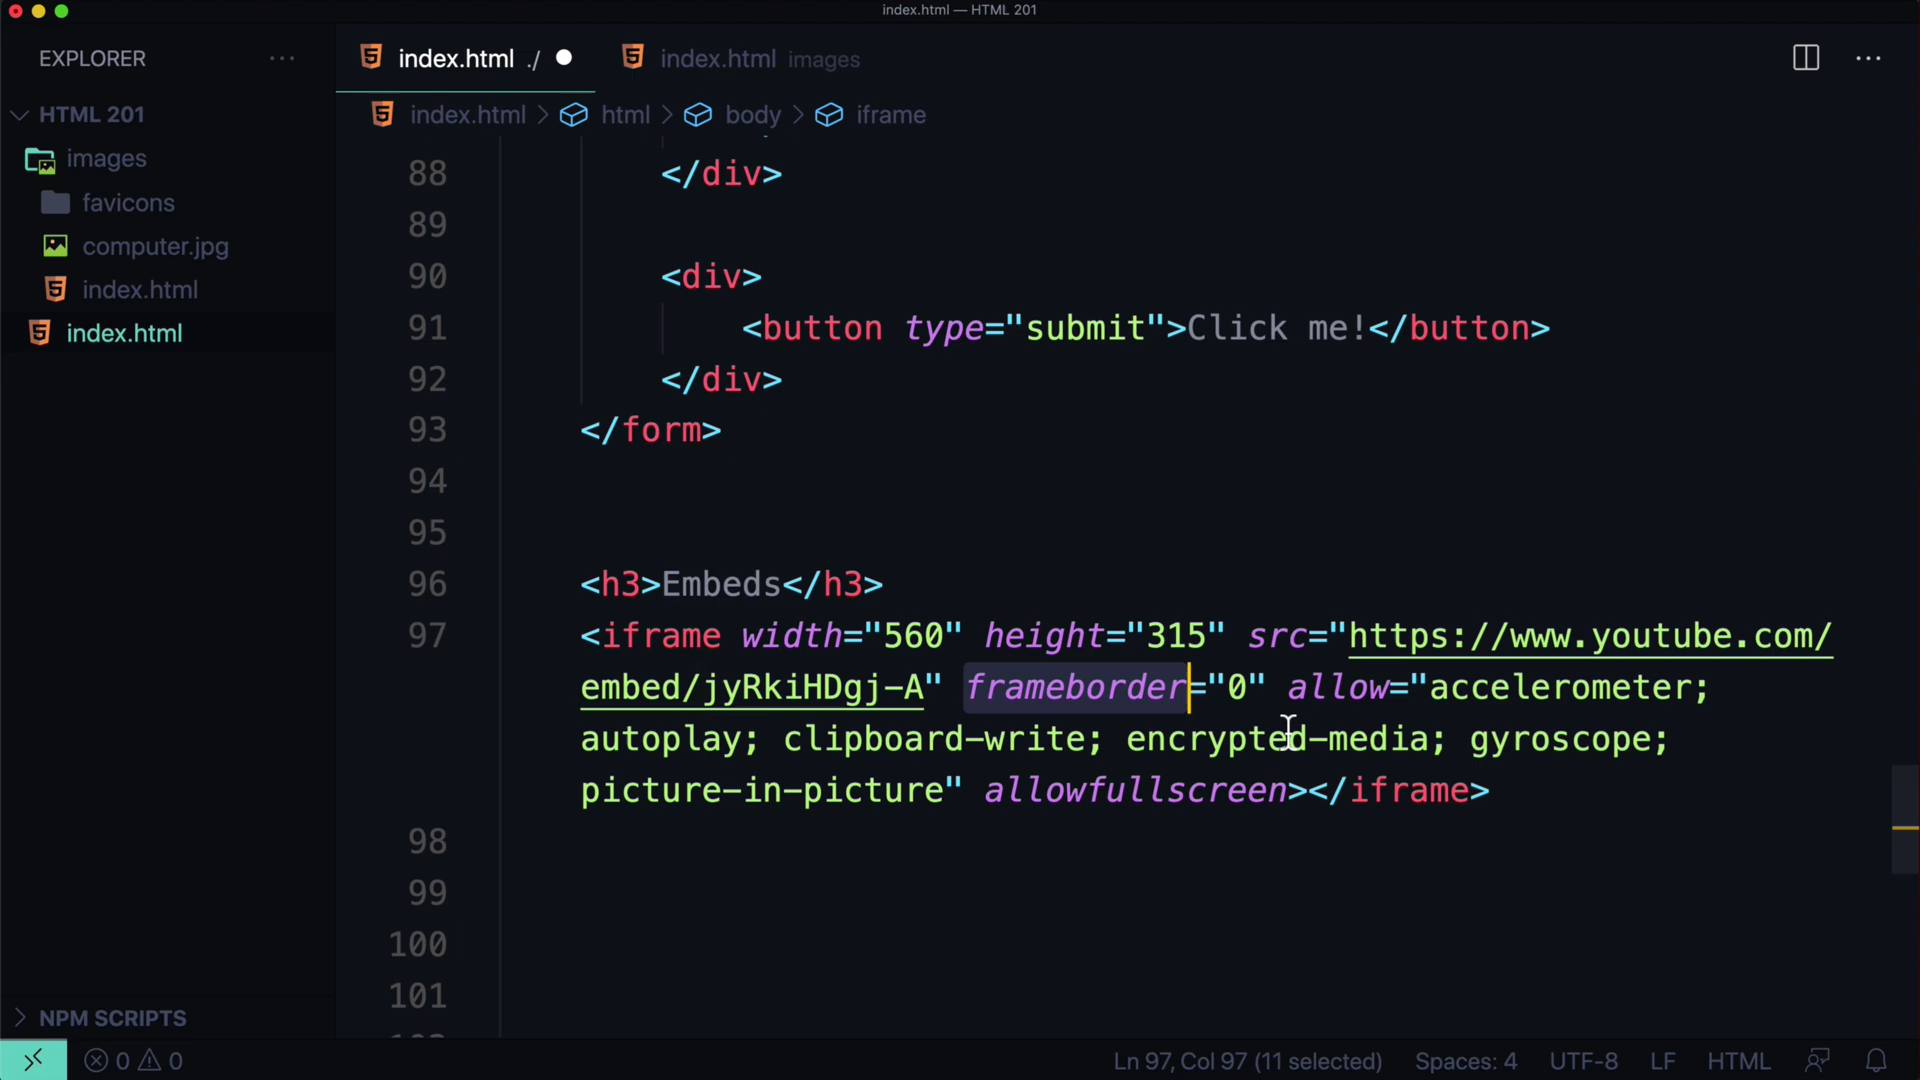 index.html — HTML 201
EXPLORER
index.html ./
index.html images
HTML 201
index.html > html > body > iframe
images
favicons
computer.jpg
index.html
index.html
88 </div>
89
90 <div>
91 <button type="submit">Click me!</button>
92 </div>
93 </form>
94
95
96 <h3>Embeds</h3>
97 <iframe width="560" height="315" src="https://www.youtube.com/
embed/jyRkiHDgj-A" frameborder="0" allow="accelerometer;
autoplay; clipboard-write; encrypted-media; gyroscope;
picture-in-picture" allowfullscreen></iframe>
98
99
100
101
NPM SCRIPTS
0 0
Ln 97, Col 97 (11 selected) Spaces: 4 UTF-8 LF HTML